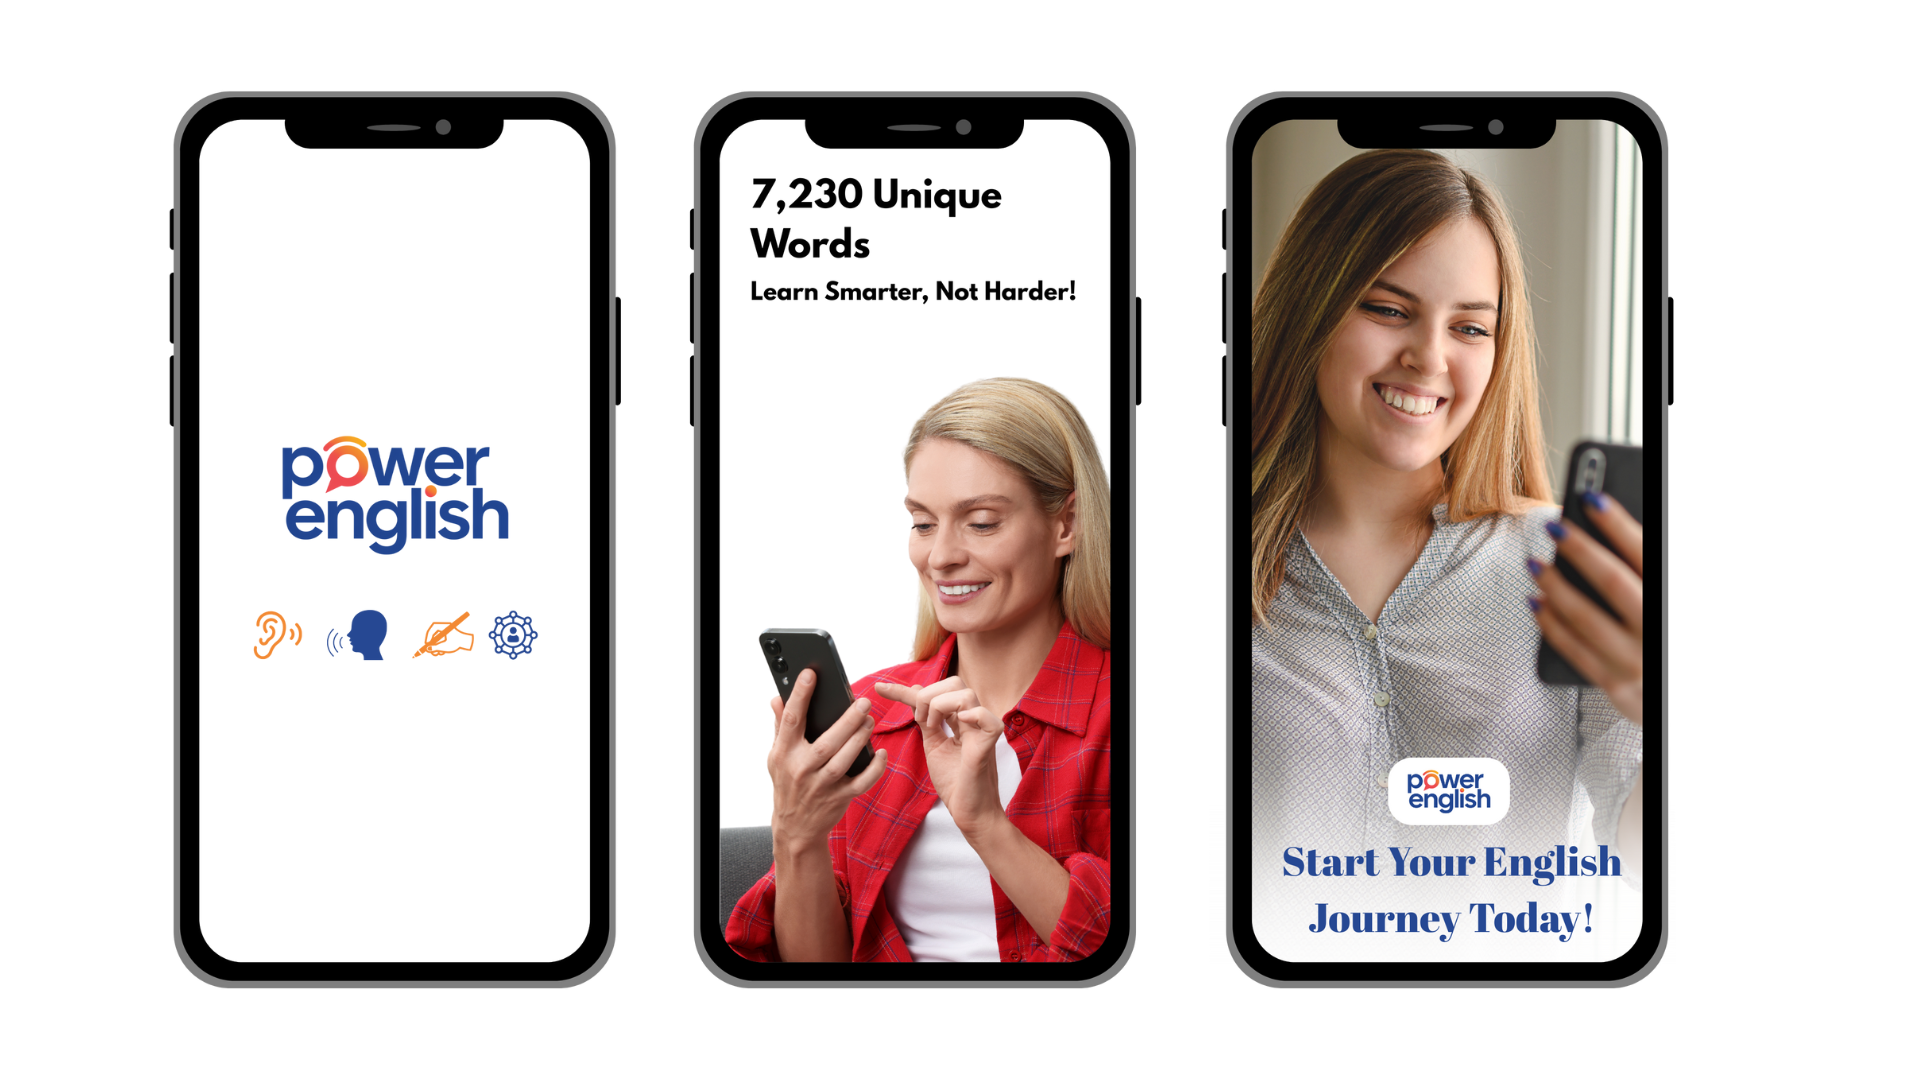 power
english
7,230 Unique
Words
Learn Smarter, Not Harder!
power
english
Start Your English
Journey Today!